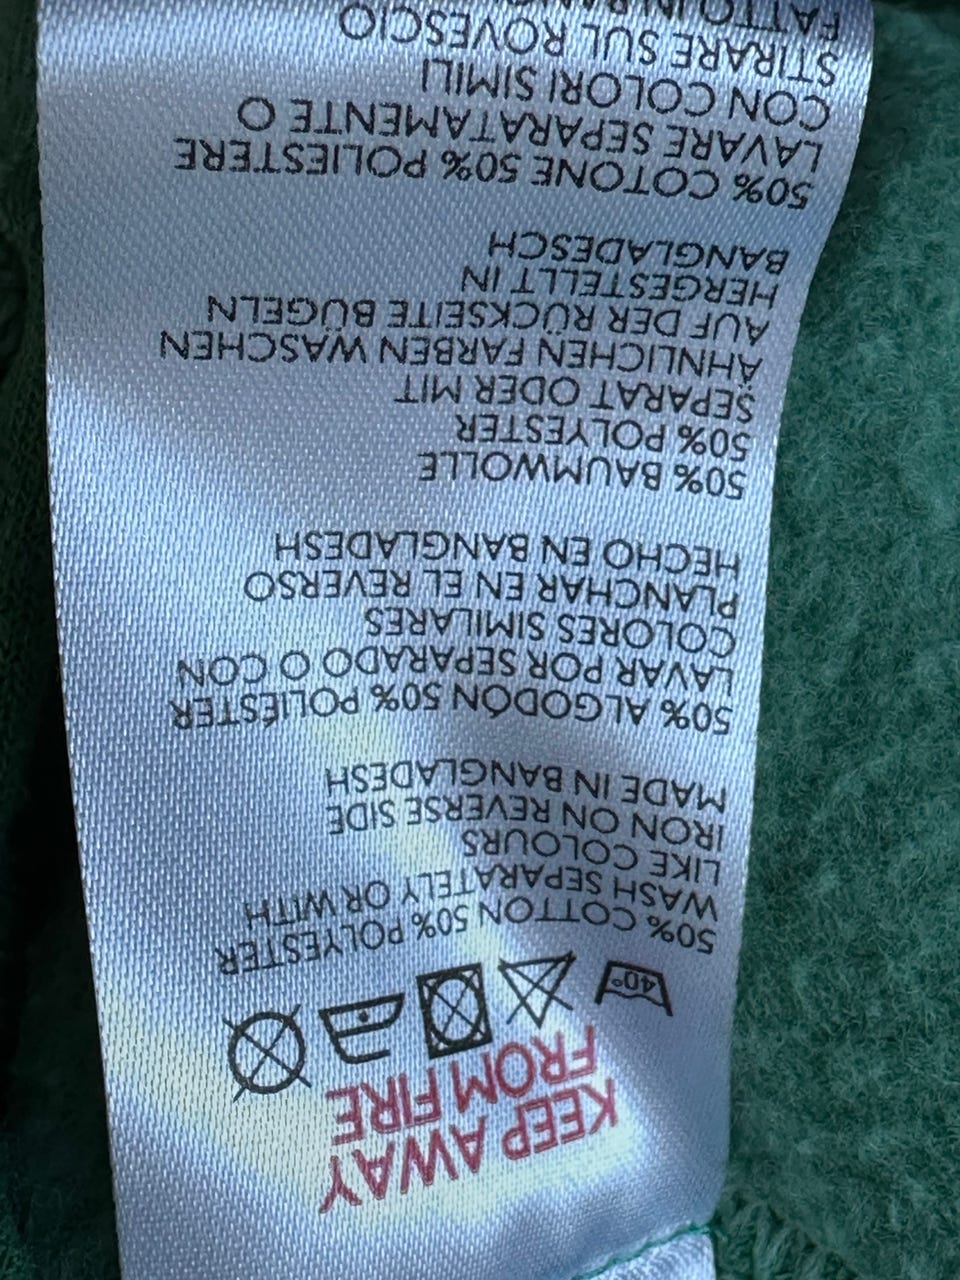 KEEP AWAY
FROM FIRE
40°
50% COTTON 50% POLYESTER
WASH SEPARATELY OR WITH
LIKE COLOURS
IRON ON REVERSE SIDE
MADE IN BANGLADESH
50% ALGODÓN 50% POLIÉSTER
LAVAR POR SEPARADO O CON
COLORES SIMILARES
PLANCHAR EN EL REVERSO
HECHO EN BANGLADESH
50% BAUMWOLLE
50% POLYESTER
SEPARAT ODER MIT
ÄHNLICHEN FARBEN WASCHEN
AUF DER RÜCKSEITE BÜGELN
HERGESTELLT IN
BANGLADESCH
50% COTONE 50% POLIESTERE
LAVARE SEPARATAMENTE O
CON COLORI SIMILI
STIRARE SUL ROVESCIO
FATTO IN